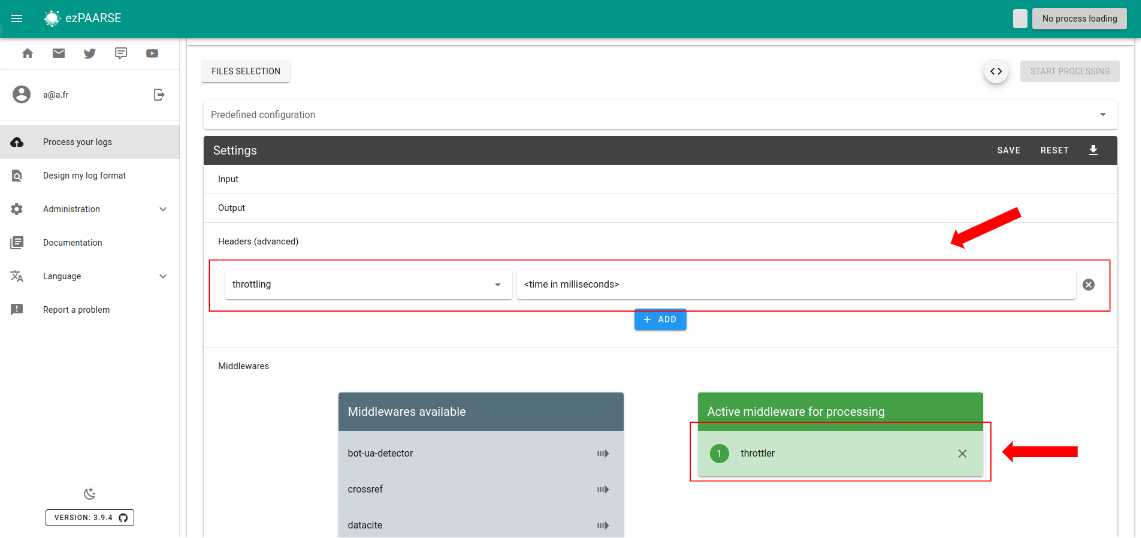 ezPAARSE
No process loading
a@a.fr
Process your logs
Design my log format
Administration
Documentation
Language
Report a problem
VERSION: 3.9.4
FILES SELECTION
<>
START PROCESSING
Predefined configuration
Settings
SAVE
RESET
Input
Output
Headers (advanced)
throttling
<time in milliseconds>
+ ADD
Middlewares
Middlewares available
bot-ua-detector
crossref
datacite
Active middleware for processing
1
throttler